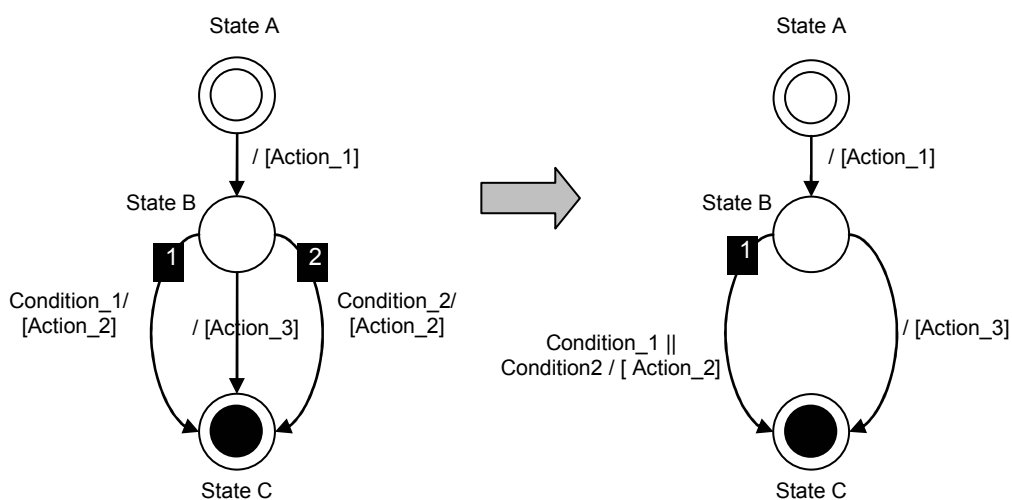 State A
/ [Action_1]
State B
1
2
Condition_1/
[Action_2]
/ [Action_3]
Condition_2/
[Action_2]
State C
State A
/ [Action_1]
State B
1
Condition_1 ||
Condition2 / [ Action_2]
/ [Action_3]
State C